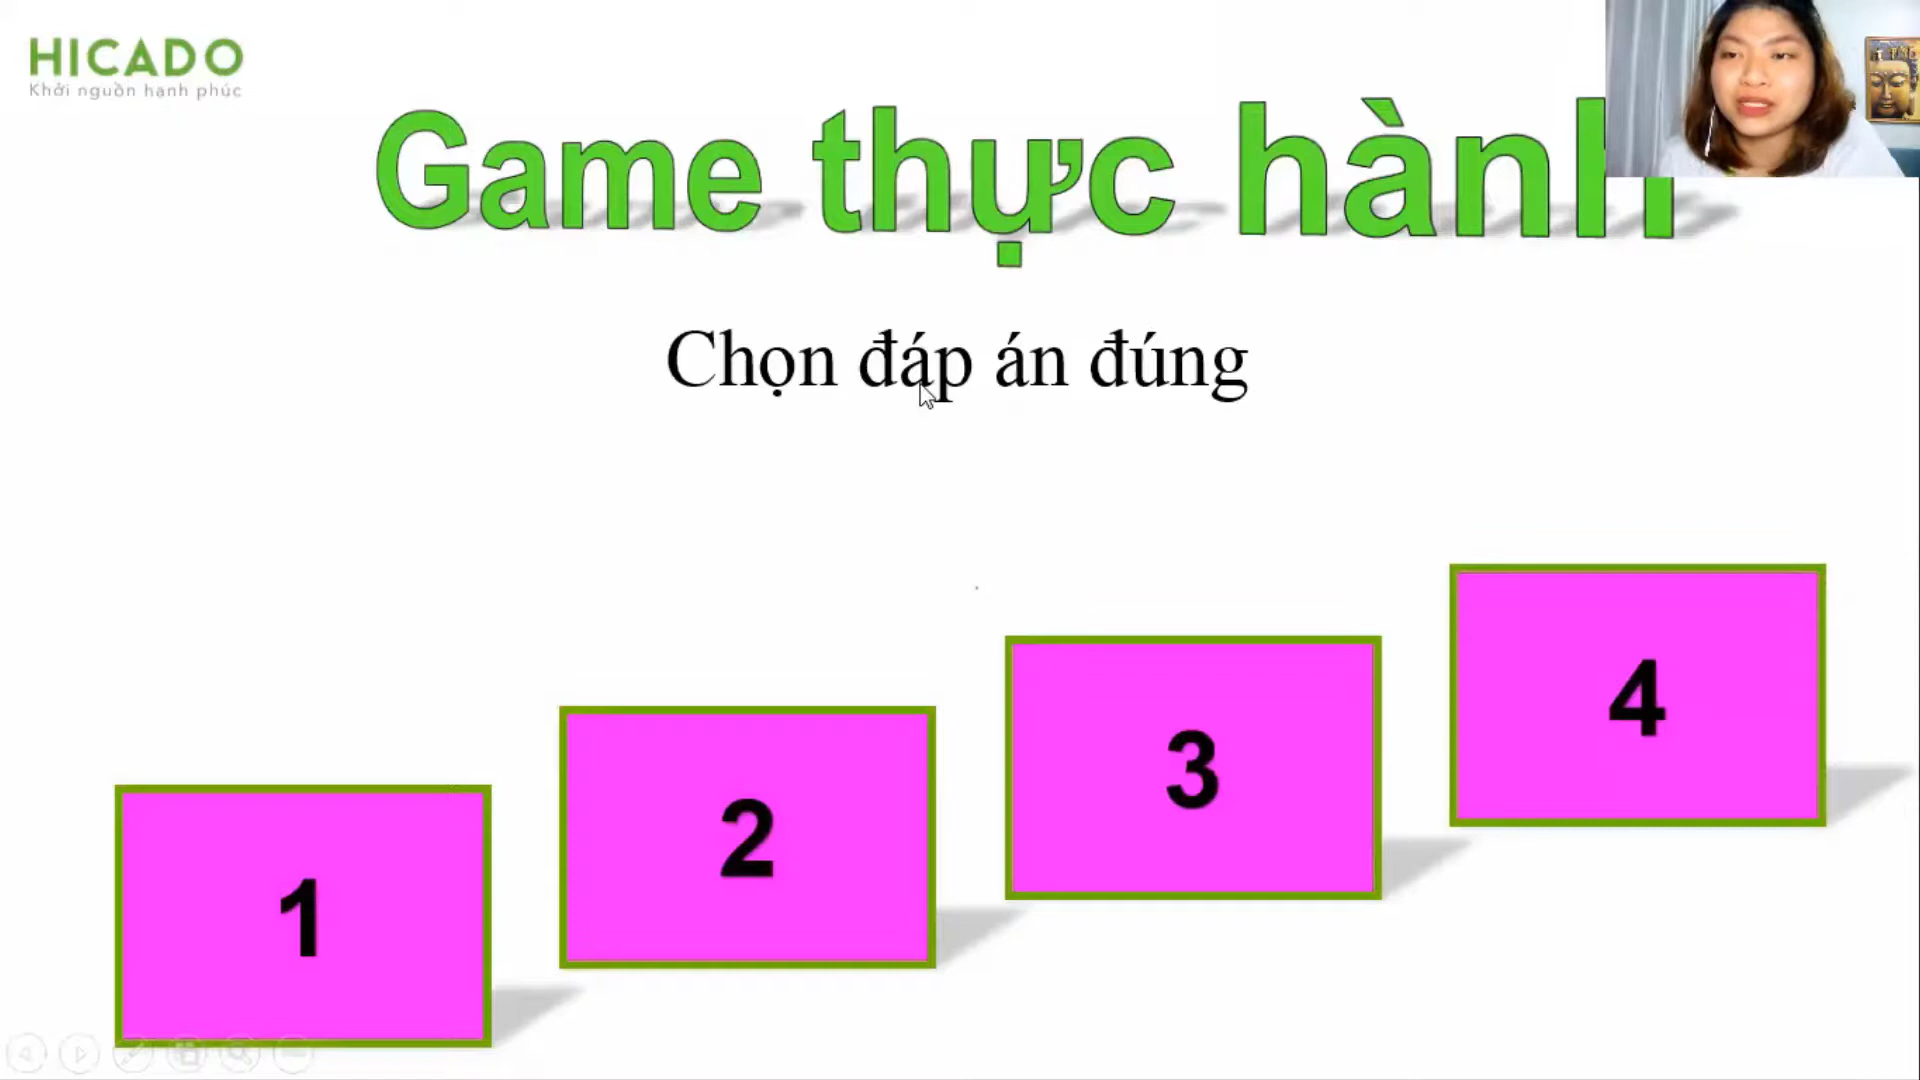 HICADO
Khởi nguồn hạnh phúc
Game thực hành
Chọn đáp án đúng
1
2
3
4